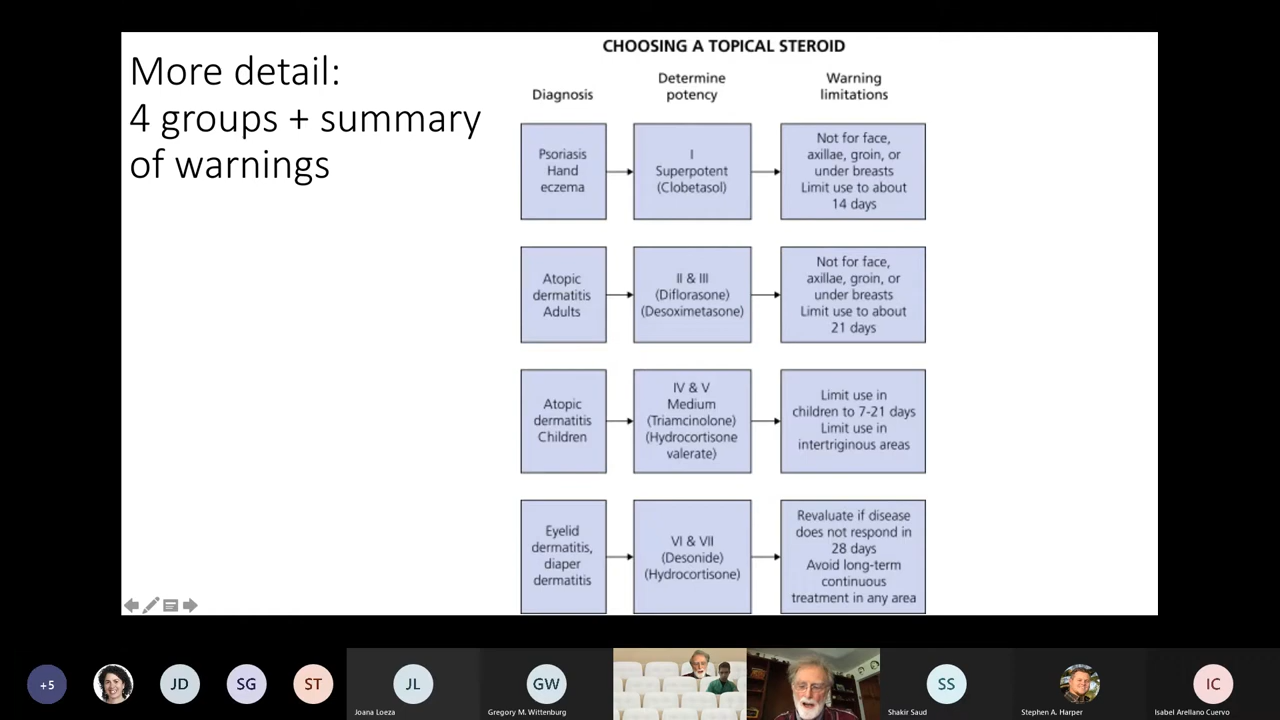 More detail:
4 groups + summary
of warnings
CHOOSING A TOPICAL STEROID
Diagnosis
Determine
potency
Warning
limitations
Psoriasis
Hand
eczema
I
Superpotent
(Clobetasol)
Not for face,
axillae, groin, or
under breasts
Limit use to about
14 days
Atopic
dermatitis
Adults
II & III
(Diflorasone)
(Desoximetasone)
Not for face,
axillae, groin, or
under breasts
Limit use to about
21 days
Atopic
dermatitis
Children
IV & V
Medium
(Triamcinolone)
(Hydrocortisone
valerate)
Limit use in
children to 7-21 days
Limit use in
intertriginous areas
Eyelid
dermatitis,
diaper
dermatitis
VI & VII
(Desonide)
(Hydrocortisone)
Revaluate if disease
does not respond in
28 days
Avoid long-term
continuous
treatment in any area
+5
JD
SG
ST
JL
Joana Loeza
GW
Gregory M. Wittenburg
SS
Shakir Saud
Stephen A. Harper
IC
Isabel Arellano Cuervo